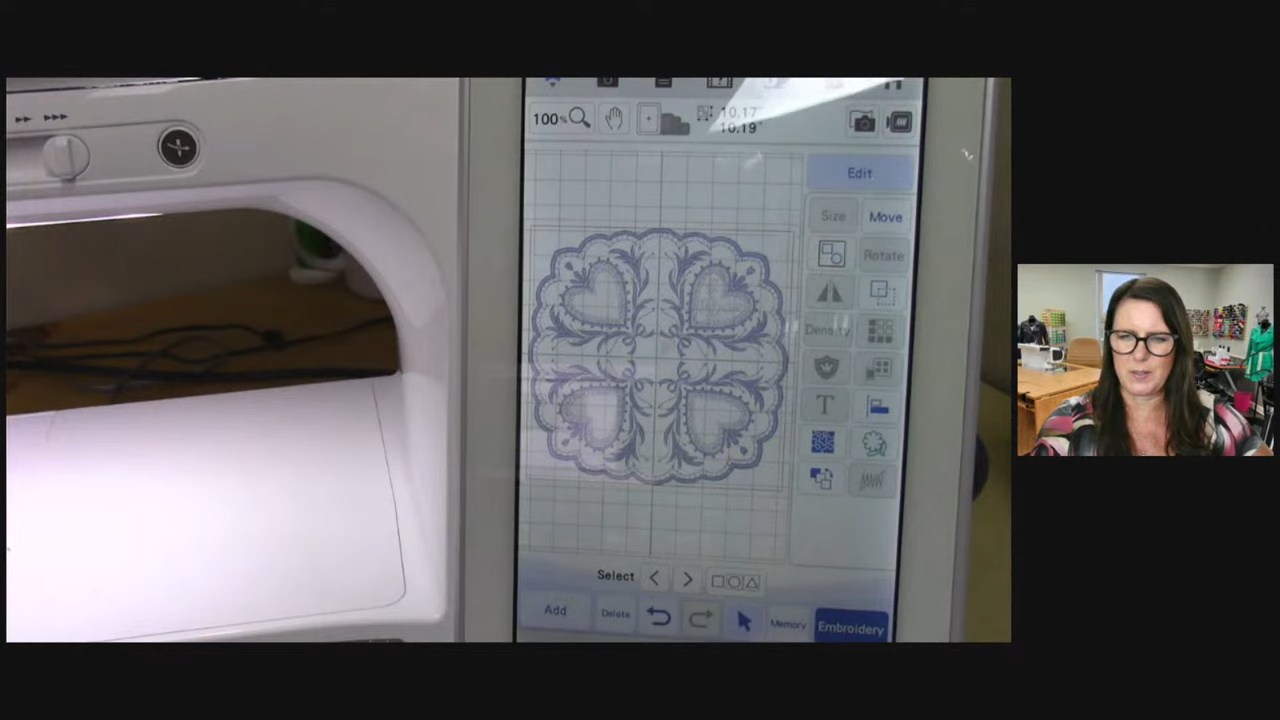 100%
10.17"
10.19"
Edit
Size
Move
Rotate
Density
T
Select
Add
Delete
Memory
Embroidery